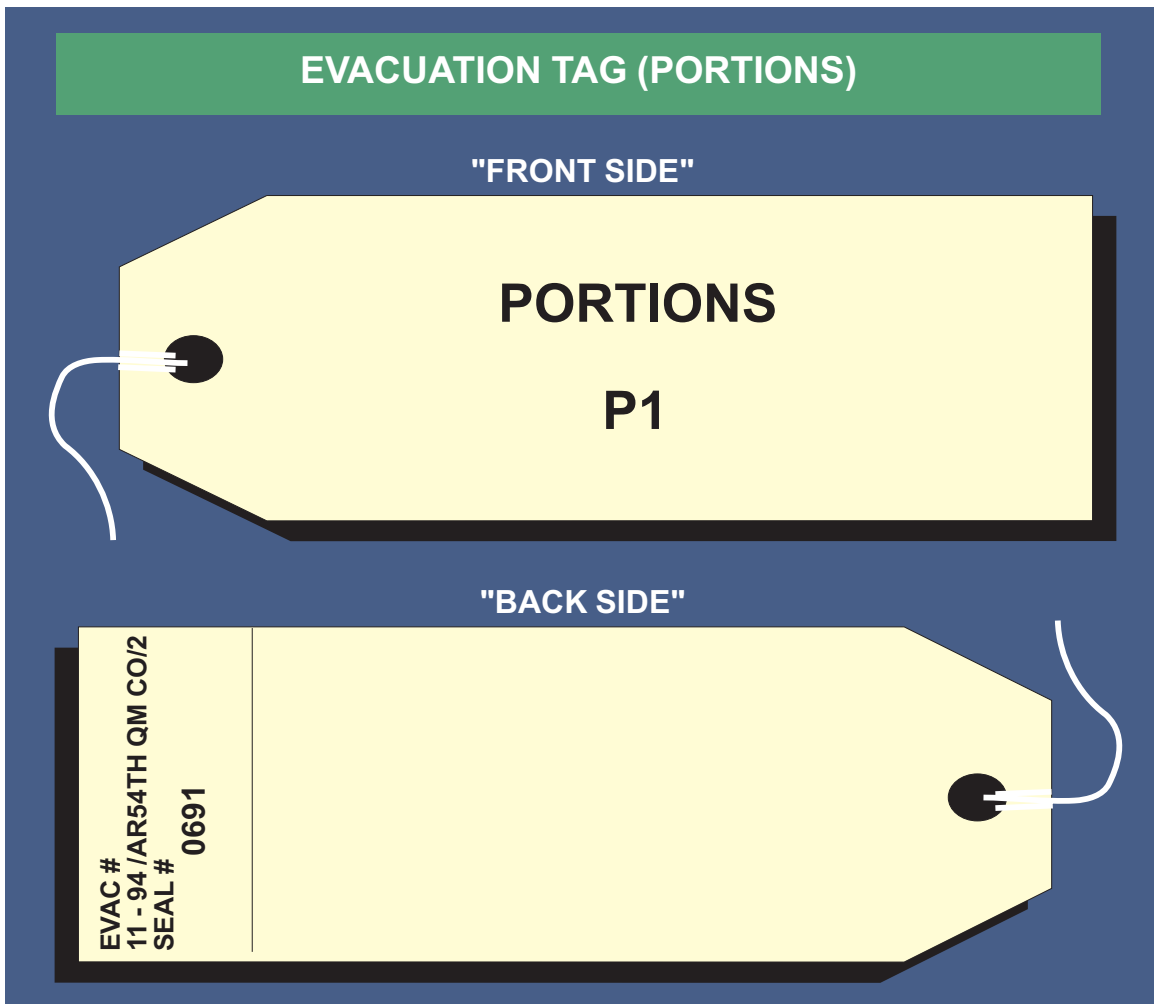 EVACUATION TAG (PORTIONS)
"FRONT SIDE"
PORTIONS
P1
"BACK SIDE"
EVAC #
11 - 94 /AR54TH QM CO/2
SEAL #
0691